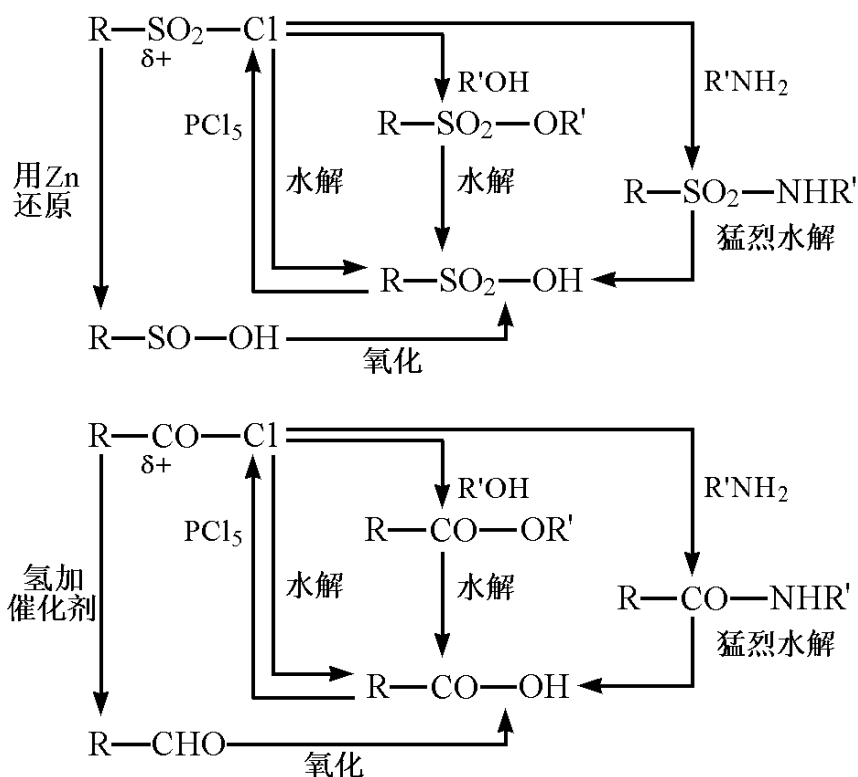 R—SO₂—Cl
δ+
R'OH
R'NH₂
PCl₅
R—SO₂—OR'
用Zn
还原
水解
水解
R—SO₂—NHR'
猛烈水解
R—SO₂—OH
R—SO—OH
氧化
R—CO—Cl
δ+
R'OH
R'NH₂
PCl₅
R—CO—OR'
氢加
催化剂
水解
水解
R—CO—NHR'
猛烈水解
R—CO—OH
R—CHO
氧化